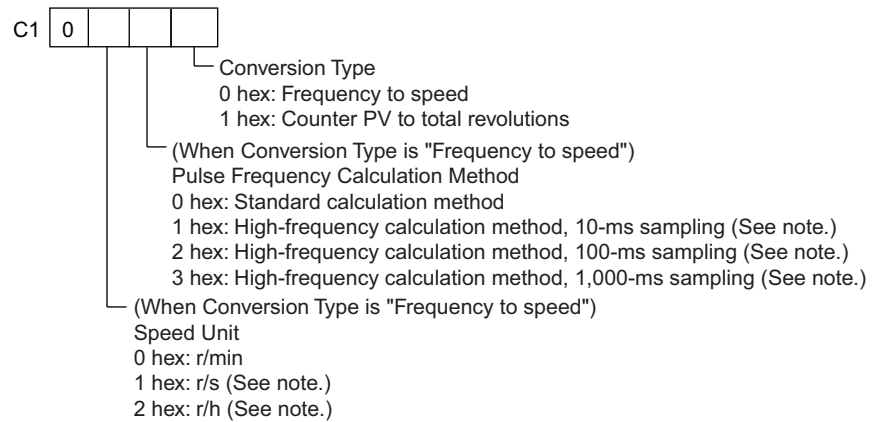 C1 0
Conversion Type
0 hex: Frequency to speed
1 hex: Counter PV to total revolutions
(When Conversion Type is "Frequency to speed")
Pulse Frequency Calculation Method
0 hex: Standard calculation method
1 hex: High-frequency calculation method, 10-ms sampling (See note.)
2 hex: High-frequency calculation method, 100-ms sampling (See note.)
3 hex: High-frequency calculation method, 1,000-ms sampling (See note.)
(When Conversion Type is "Frequency to speed")
Speed Unit
0 hex: r/min
1 hex: r/s (See note.)
2 hex: r/h (See note.)